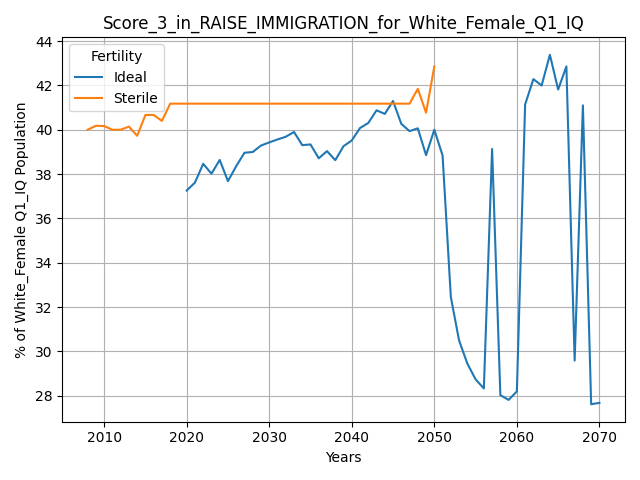 Score_3_in_RAISE_IMMIGRATION_for_White_Female_Q1_IQ
% of White_Female Q1_IQ Population
44
42
40
38
36
34
32
30
28
Fertility
Ideal
Sterile
2010
2020
2030
2040
2050
2060
2070
Years